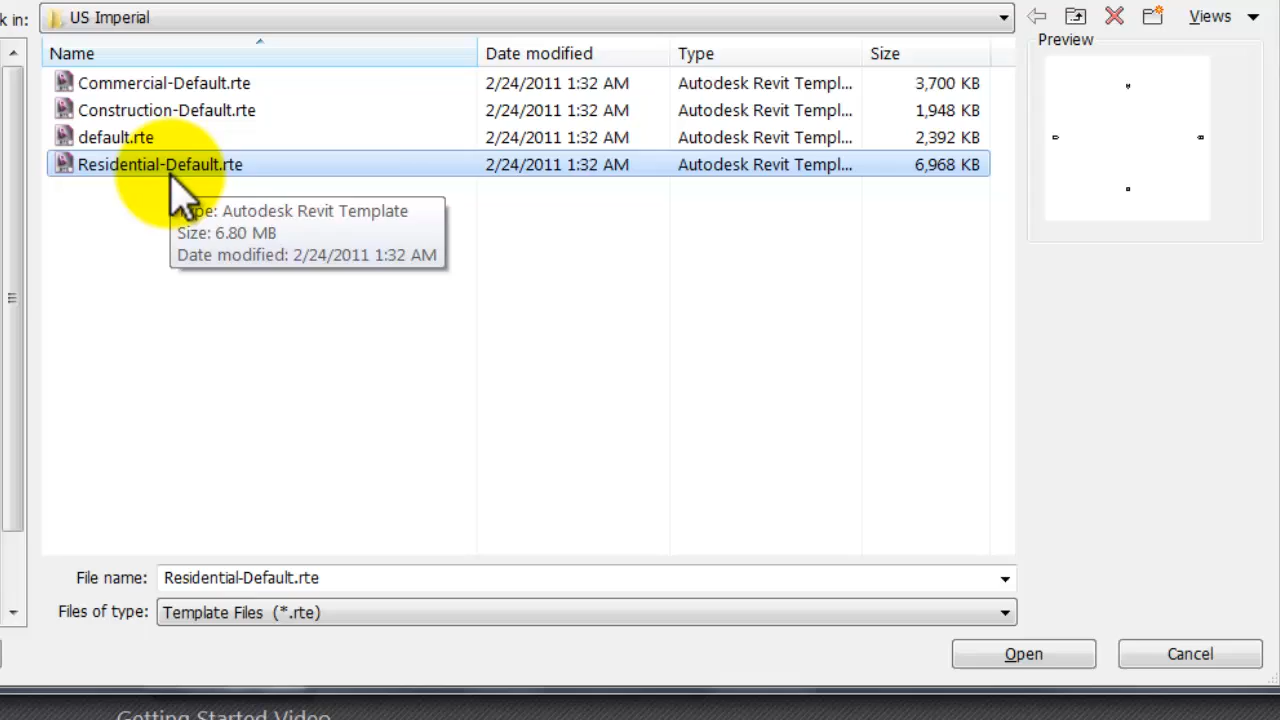 k in: US Imperial Views
Preview
Name Date modified Type Size
Commercial-Default.rte 2/24/2011 1:32 AM Autodesk Revit Templ... 3,700 KB
Construction-Default.rte 2/24/2011 1:32 AM Autodesk Revit Templ... 1,948 KB
default.rte 2/24/2011 1:32 AM Autodesk Revit Templ... 2,392 KB
Residential-Default.rte 2/24/2011 1:32 AM Autodesk Revit Templ... 6,968 KB
pe: Autodesk Revit Template
Size: 6.80 MB
Date modified: 2/24/2011 1:32 AM
File name: Residential-Default.rte
Files of type: Template Files (*.rte)
Open Cancel
Getting Started Video